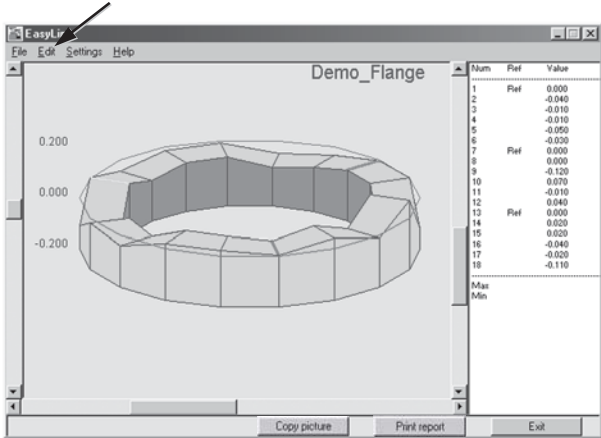 EasyLin
File Edit Settings Help
Demo_Flange
0.200
0.000
-0.200
Num Ref Value
1 Ref 0.000
2 -0.040
3 -0.010
4 -0.010
5 -0.050
6 -0.030
7 Ref 0.000
8 0.000
9 -0.120
10 0.070
11 -0.010
12 0.040
13 Ref 0.000
14 0.020
15 0.020
16 -0.040
17 -0.020
18 -0.110
Max
Min
Copy picture Print report Exit